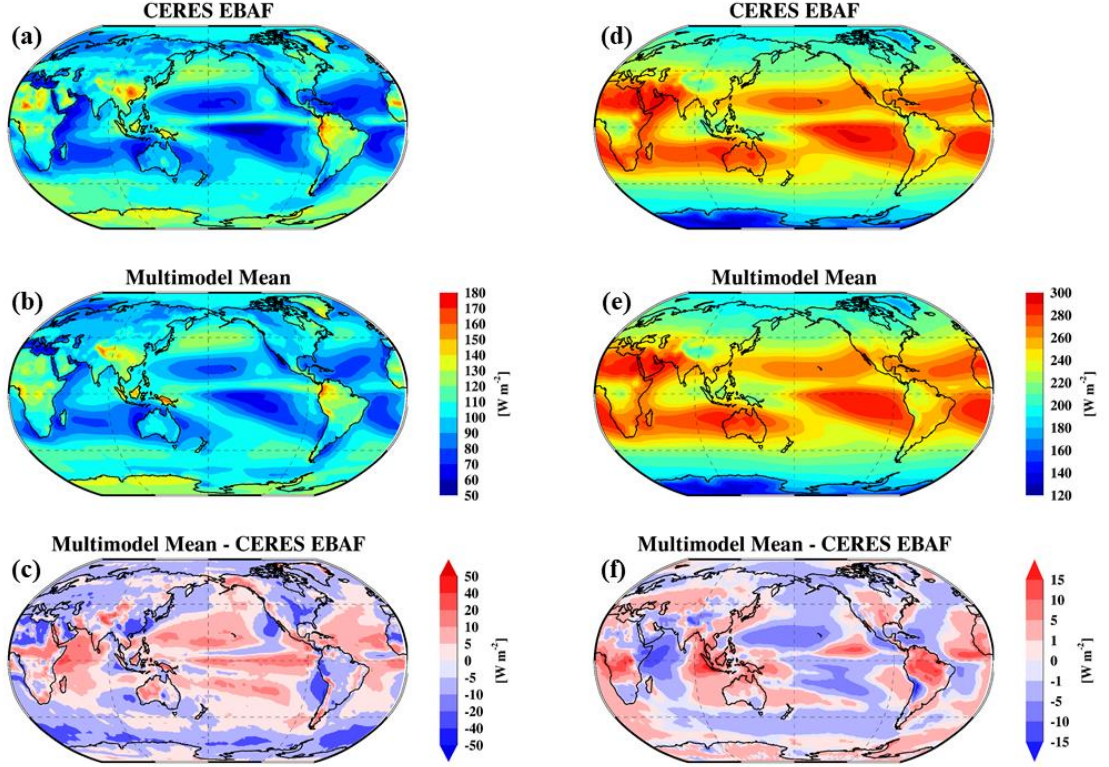 CERES EBAF
(a)
CERES EBAF
(d)
Multimodel Mean
(b)
180
170
160
150
140
130
120
110
100
90
80
70
60
50
[W m-2]
Multimodel Mean
(e)
300
280
260
240
220
200
180
160
140
120
[W m-2]
Multimodel Mean - CERES EBAF
(c)
50
40
20
10
5
0
-5
-10
-20
-40
-50
[W m-2]
Multimodel Mean - CERES EBAF
(f)
15
10
5
1
0
-1
-5
-10
-15
[W m-2]